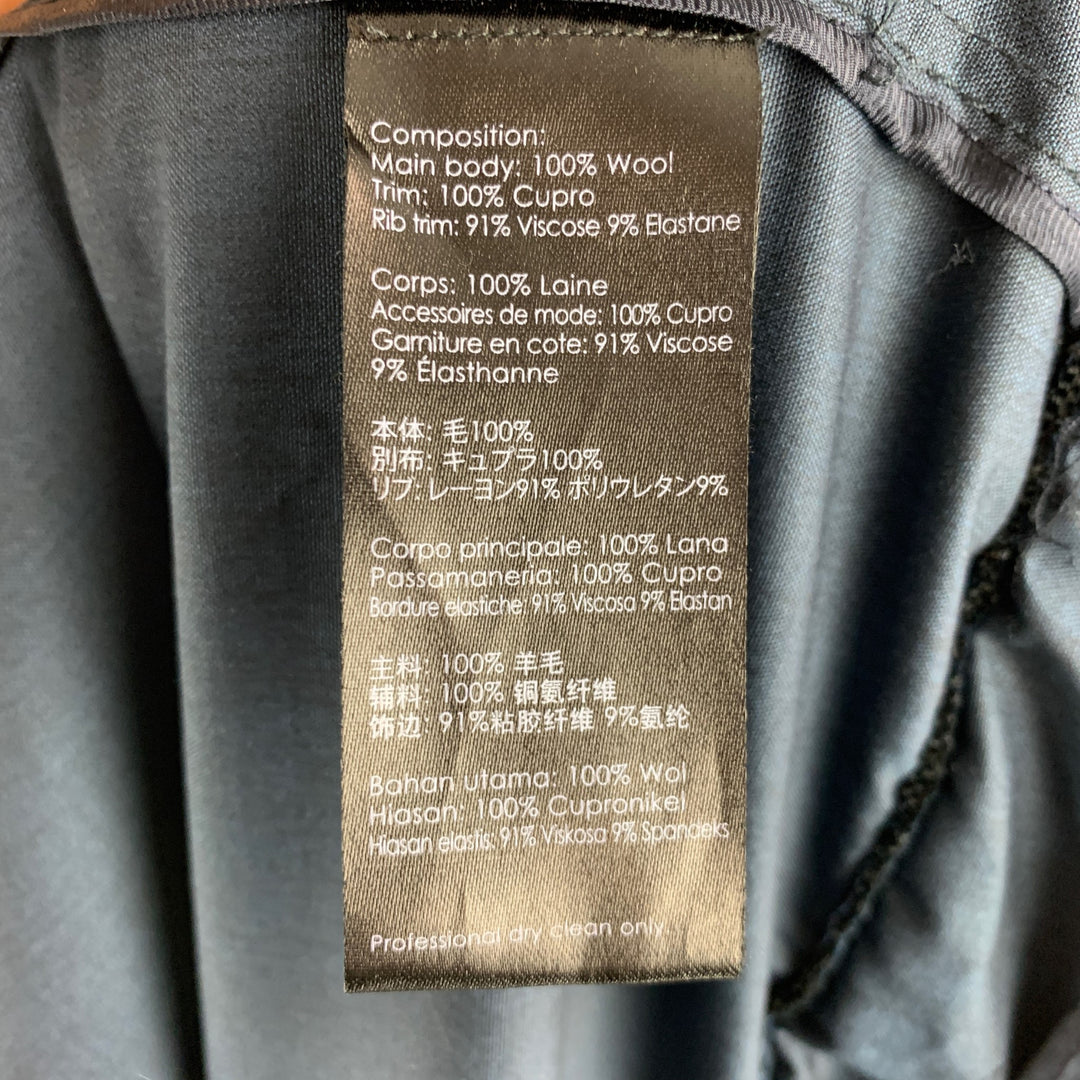 Composition:
Main body: 100% Wool
Trim: 100% Cupro
Rib trim: 91% Viscose 9% Elastane
Corps: 100% Laine
Accessoires de mode: 100% Cupro
Garniture en cote: 91% Viscose
9% Élasthanne
本体: 毛100%
別布: キュプラ100%
リブ: レーヨン91% ポリウレタン9%
Corpo principale: 100% Lana
Passamaneria: 100% Cupro
Bordure elastiche: 91% Viscosa 9% Elastan
主料: 100% 羊毛
辅料: 100% 铜氨纤维
饰边: 91%粘胶纤维 9%氨纶
Bahan utama: 100% Wol
Hiasan: 100% Cupronikel
Hiasan elastis: 91% Viskosa 9% Spandeks
Professional dry clean only.